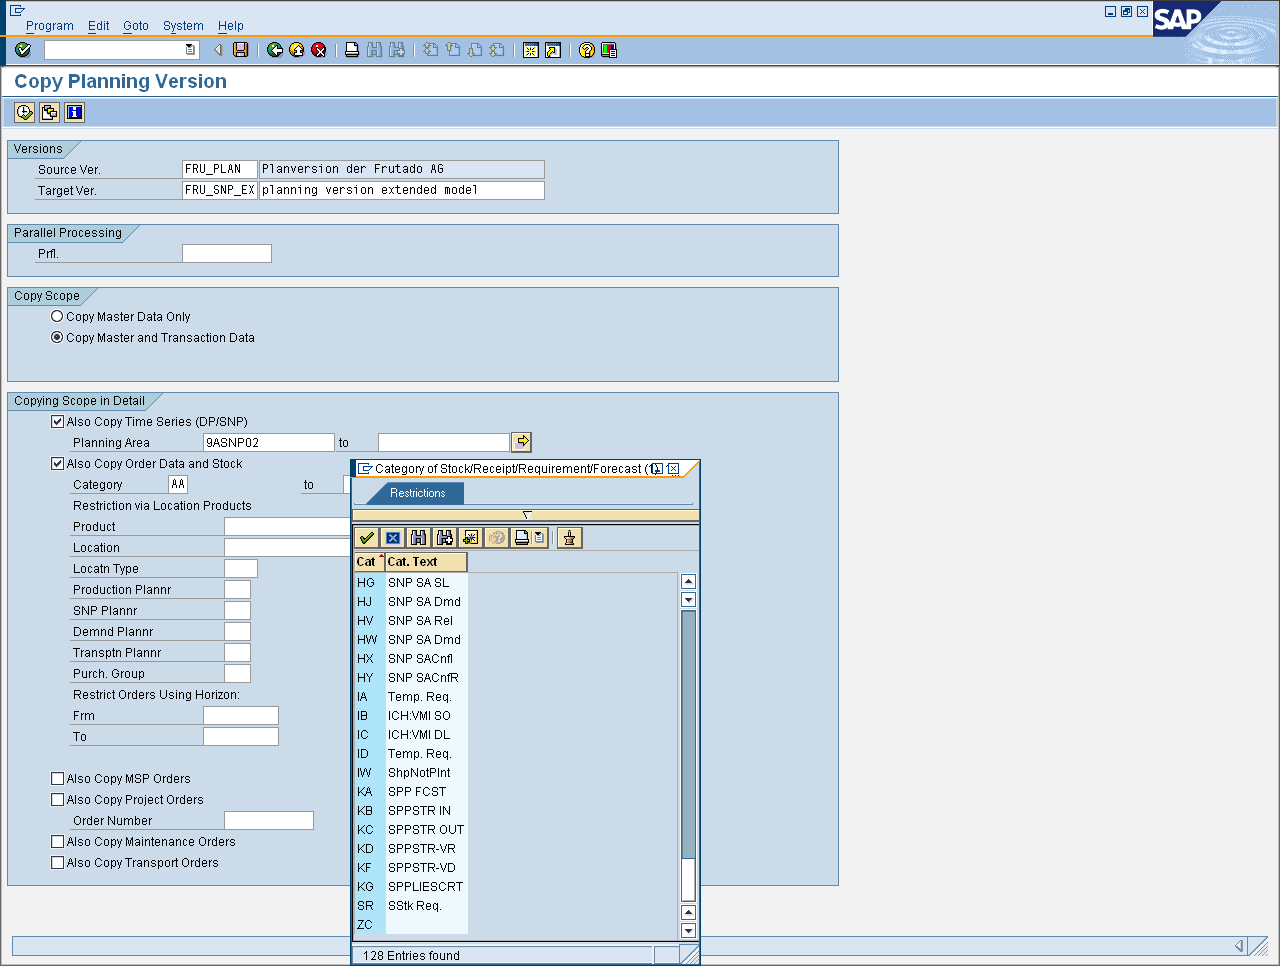 Program Edit Goto System Help
SAP
Copy Planning Version
Versions
Source Ver. FRU_PLAN Planversion der Frutado AG
Target Ver. FRU_SNP_EX planning version extended model
Parallel Processing
Prfl.
Copy Scope
Copy Master Data Only
Copy Master and Transaction Data
Copying Scope in Detail
Also Copy Time Series (DP/SNP)
Planning Area 9ASNP02 to
Also Copy Order Data and Stock
Category AA to
Restriction via Location Products
Product
Location
Locatn Type
Production Plannr
SNP Plannr
Demnd Plannr
Transptn Plannr
Purch. Group
Restrict Orders Using Horizon:
Frm
To
Also Copy MSP Orders
Also Copy Project Orders
Order Number
Also Copy Maintenance Orders
Also Copy Transport Orders
Category of Stock/Receipt/Requirement/Forecast
Restrictions
Cat Cat. Text
HG SNP SA SL
HJ SNP SA Dmd
HV SNP SA Rel
HW SNP SA Dmd
HX SNP SACnfl
HY SNP SACnfR
IA Temp. Req.
IB ICH:VMI SO
IC ICH:VMI DL
ID Temp. Req.
IW ShpNotPlnt
KA SPP FCST
KB SPPSTR IN
KC SPPSTR OUT
KD SPPSTR-VR
KF SPPSTR-VD
KG SPPLIESCRT
SR SStk Req.
ZC
128 Entries found